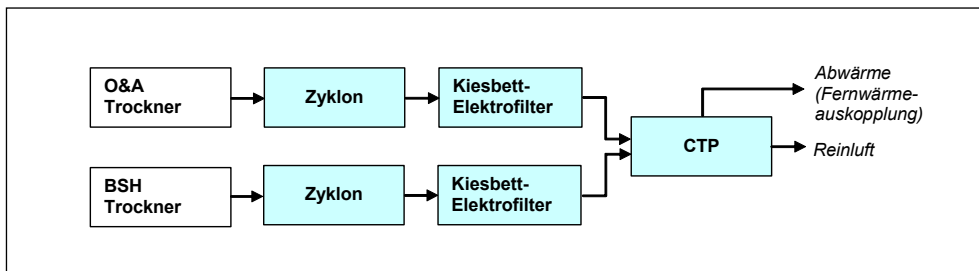 O&A
Trockner
Zyklon
Kiesbett-
Elektrofilter
BSH
Trockner
Zyklon
Kiesbett-
Elektrofilter
CTP
Abwärme
(Fernwärme-
auskopplung)
Reinluft